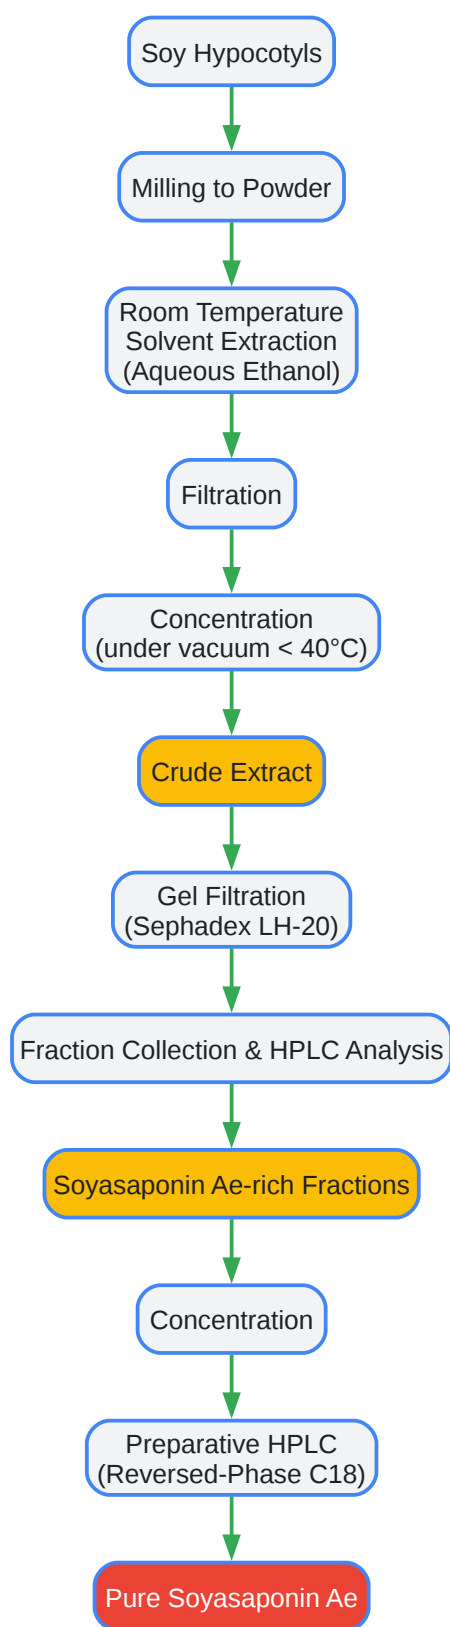 Soy Hypocotyls
Milling to Powder
Room Temperature
Solvent Extraction
(Aqueous Ethanol)
Filtration
Concentration
(under vacuum < 40°C)
Crude Extract
Gel Filtration
(Sephadex LH-20)
Fraction Collection & HPLC Analysis
Soyasaponin Ae-rich Fractions
Concentration
Preparative HPLC
(Reversed-Phase C18)
Pure Soyasaponin Ae